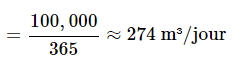 = 100,000 / 365 ≈ 274 m³/jour